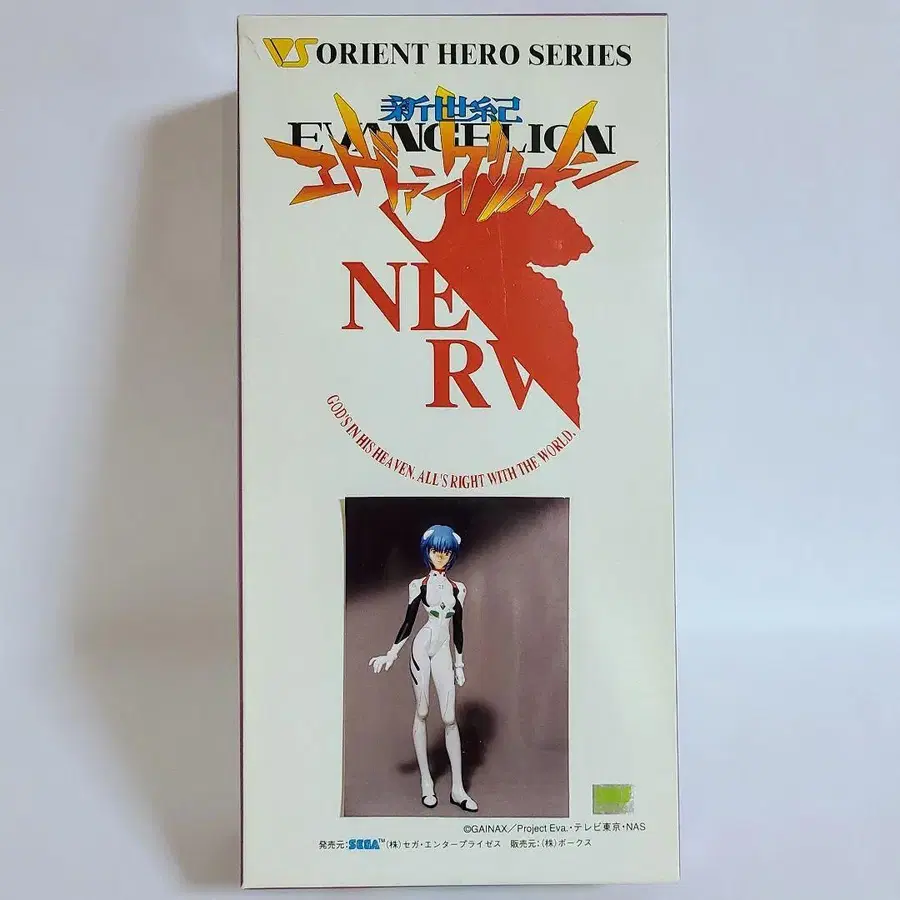 VS ORIENT HERO SERIES
新世紀
EVANGELION
エヴァンゲリオン
NERV
GOD'S IN HIS HEAVEN. ALL'S RIGHT WITH THE WORLD.
©GAINAX／Project Eva.・テレビ東京・NAS
発売元:SEGA™(株)セガ・エンタープライゼス 販売元:(株)ボークス